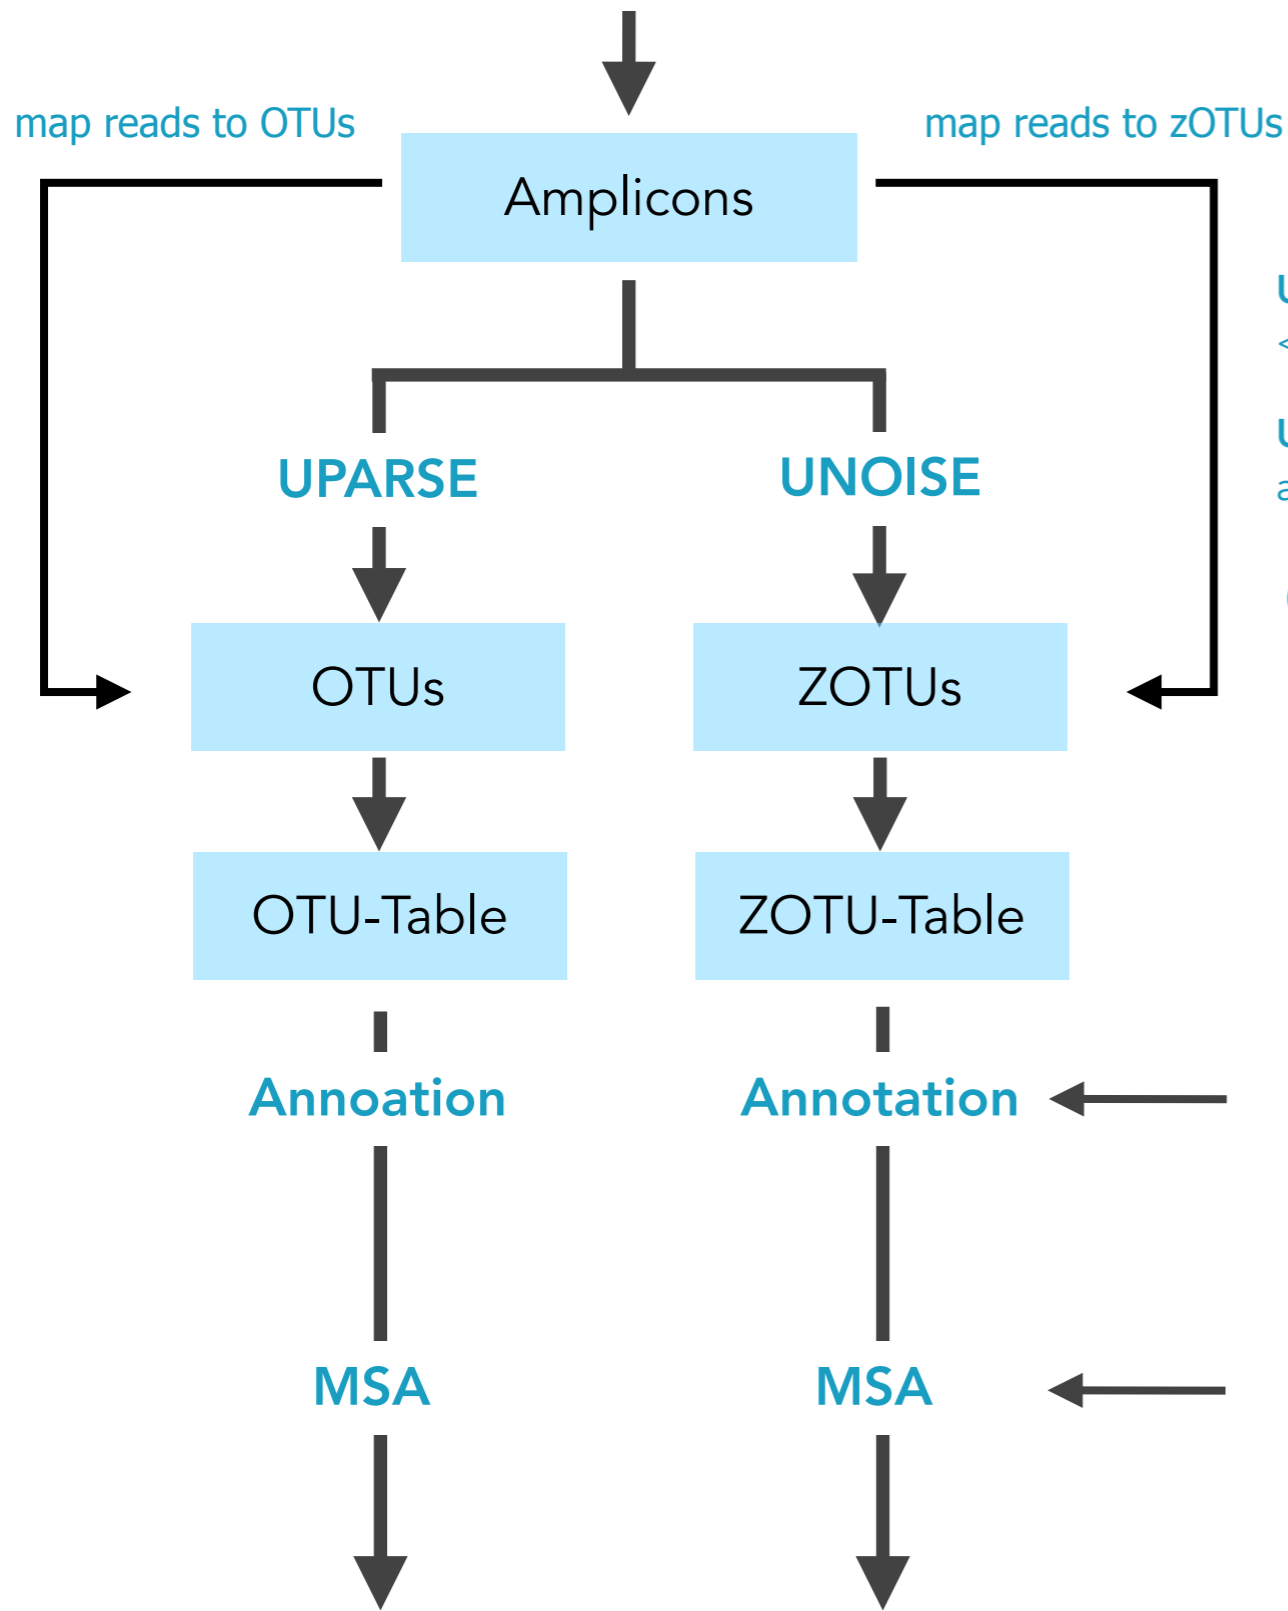 map reads to OTUs
map reads to zOTUs
Amplicons
UPARSE
UNOISE
OTUs
ZOTUs
OTU-Table
ZOTU-Table
Annoation
Annotation
MSA
MSA